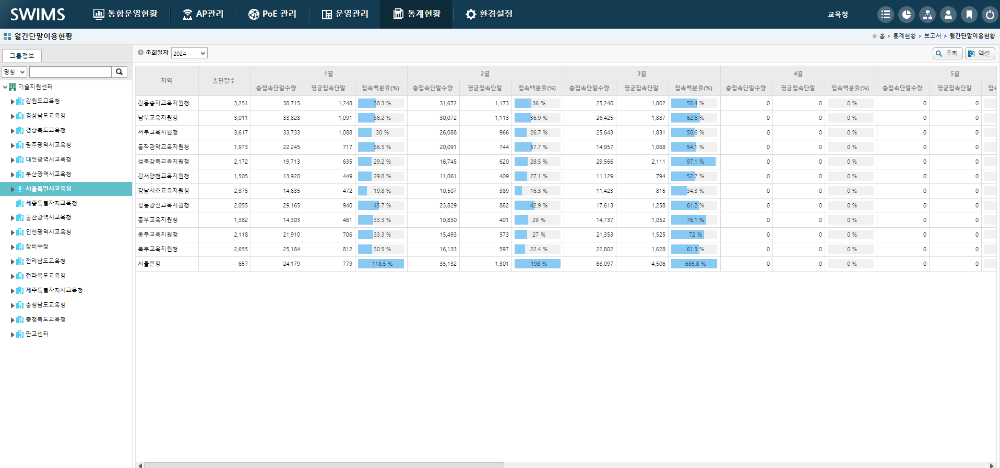 SWIMS 통합운영현황 AP관리 PoE 관리 운영관리 통계현황 환경설정 교육청
월간단말이용현황 홈 > 통계현황 > 보고서 > 월간단말이용현황
그룹정보
명칭
기술지원센터
강원도교육청
경상남도교육청
경상북도교육청
광주광역시교육청
대전광역시교육청
부산광역시교육청
서울특별시교육청
세종특별자치교육청
울산광역시교육청
인천광역시교육청
장비수정
전라남도교육청
전라북도교육청
제주특별자치시교육청
충청남도교육청
충청북도교육청
판교센터
조회일자 2024 조회 엑셀
지역 총단말수 1월 2월 3월 4월 5월
총접속단말수량 평균접속단말 접속백분율(%) 총접속단말수량 평균접속단말 접속백분율(%) 총접속단말수량 평균접속단말 접속백분율(%) 총접속단말수량 평균접속단말 접속백분율(%) 총접속단말수량 평균접속단말 접속
강동송파교육지원청 3,251 38,715 1,248 38.3 % 31,672 1,173 36 % 25,240 1,802 55.4 % 0 0 0 % 0 0
남부교육지원청 3,011 33,828 1,091 36.2 % 30,072 1,113 36.9 % 26,425 1,887 62.6 % 0 0 0 % 0 0
서부교육지원청 3,617 33,733 1,088 30 % 26,088 966 26.7 % 25,643 1,831 50.6 % 0 0 0 % 0 0
동작관악교육지원청 1,973 22,245 717 36.3 % 20,091 744 37.7 % 14,957 1,068 54.1 % 0 0 0 % 0 0
성북강북교육지원청 2,172 19,713 635 29.2 % 16,745 620 28.5 % 29,566 2,111 97.1 % 0 0 0 % 0 0
강서양천교육지원청 1,505 13,920 449 29.8 % 11,061 409 27.1 % 11,129 794 52.7 % 0 0 0 % 0 0
강남서초교육지원청 2,375 14,635 472 19.8 % 10,507 389 16.3 % 11,423 815 34.3 % 0 0 0 % 0 0
성동광진교육지원청 2,055 29,165 940 45.7 % 23,829 882 42.9 % 17,613 1,258 61.2 % 0 0 0 % 0 0
중부교육지원청 1,382 14,303 461 33.3 % 10,830 401 29 % 14,737 1,052 76.1 % 0 0 0 % 0 0
동부교육지원청 2,118 21,910 706 33.3 % 15,493 573 27 % 21,353 1,525 72 % 0 0 0 % 0 0
북부교육지원청 2,655 25,184 812 30.5 % 16,133 597 22.4 % 22,802 1,628 61.3 % 0 0 0 % 0 0
서울본청 657 24,179 779 118.5 % 35,132 1,301 198 % 63,097 4,506 685.8 % 0 0 0 % 0 0